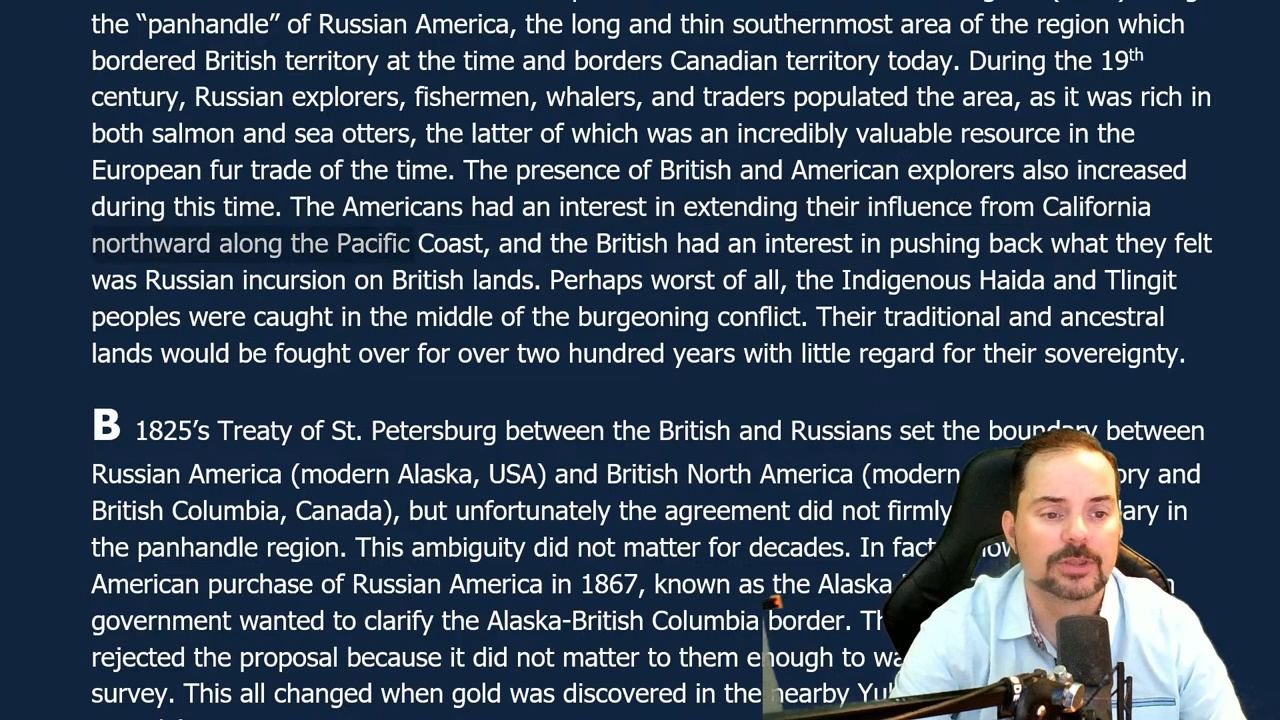 the “panhandle” of Russian America, the long and thin southernmost area of the region which
bordered British territory at the time and borders Canadian territory today. During the 19th
century, Russian explorers, fishermen, whalers, and traders populated the area, as it was rich in
both salmon and sea otters, the latter of which was an incredibly valuable resource in the
European fur trade of the time. The presence of British and American explorers also increased
during this time. The Americans had an interest in extending their influence from California
northward along the Pacific Coast, and the British had an interest in pushing back what they felt
was Russian incursion on British lands. Perhaps worst of all, the Indigenous Haida and Tlingit
peoples were caught in the middle of the burgeoning conflict. Their traditional and ancestral
lands would be fought over for over two hundred years with little regard for their sovereignty.
B 1825’s Treaty of St. Petersburg between the British and Russians set the boundary between
Russian America (modern Alaska, USA) and British North America (modern and
British Columbia, Canada), but unfortunately the agreement did not firmly in
the panhandle region. This ambiguity did not matter for decades. In fact
American purchase of Russian America in 1867, known as the Alaska
government wanted to clarify the Alaska-British Columbia border.
rejected the proposal because it did not matter to them enough to
survey. This all changed when gold was discovered in the nearby